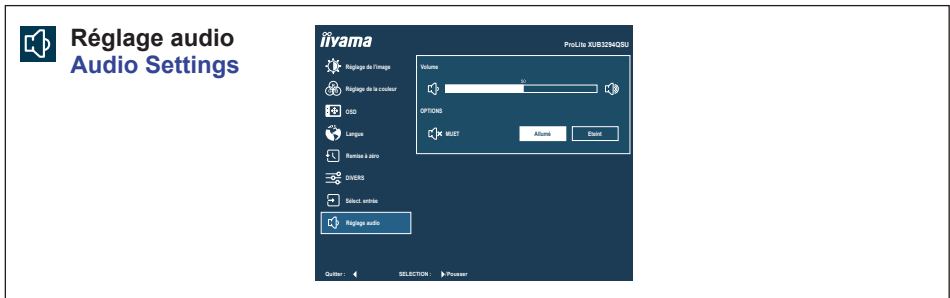 Réglage audio
Audio Settings
iiyama
ProLite XUB3294QSU
Réglage de l'image
Réglage de la couleur
OSD
Langue
Remise à zéro
DIVERS
Sélect. entrée
Réglage audio
Volume
50
OPTIONS
MUET
Allumé
Eteint
Quitter :
SELECTION :
/Pousser